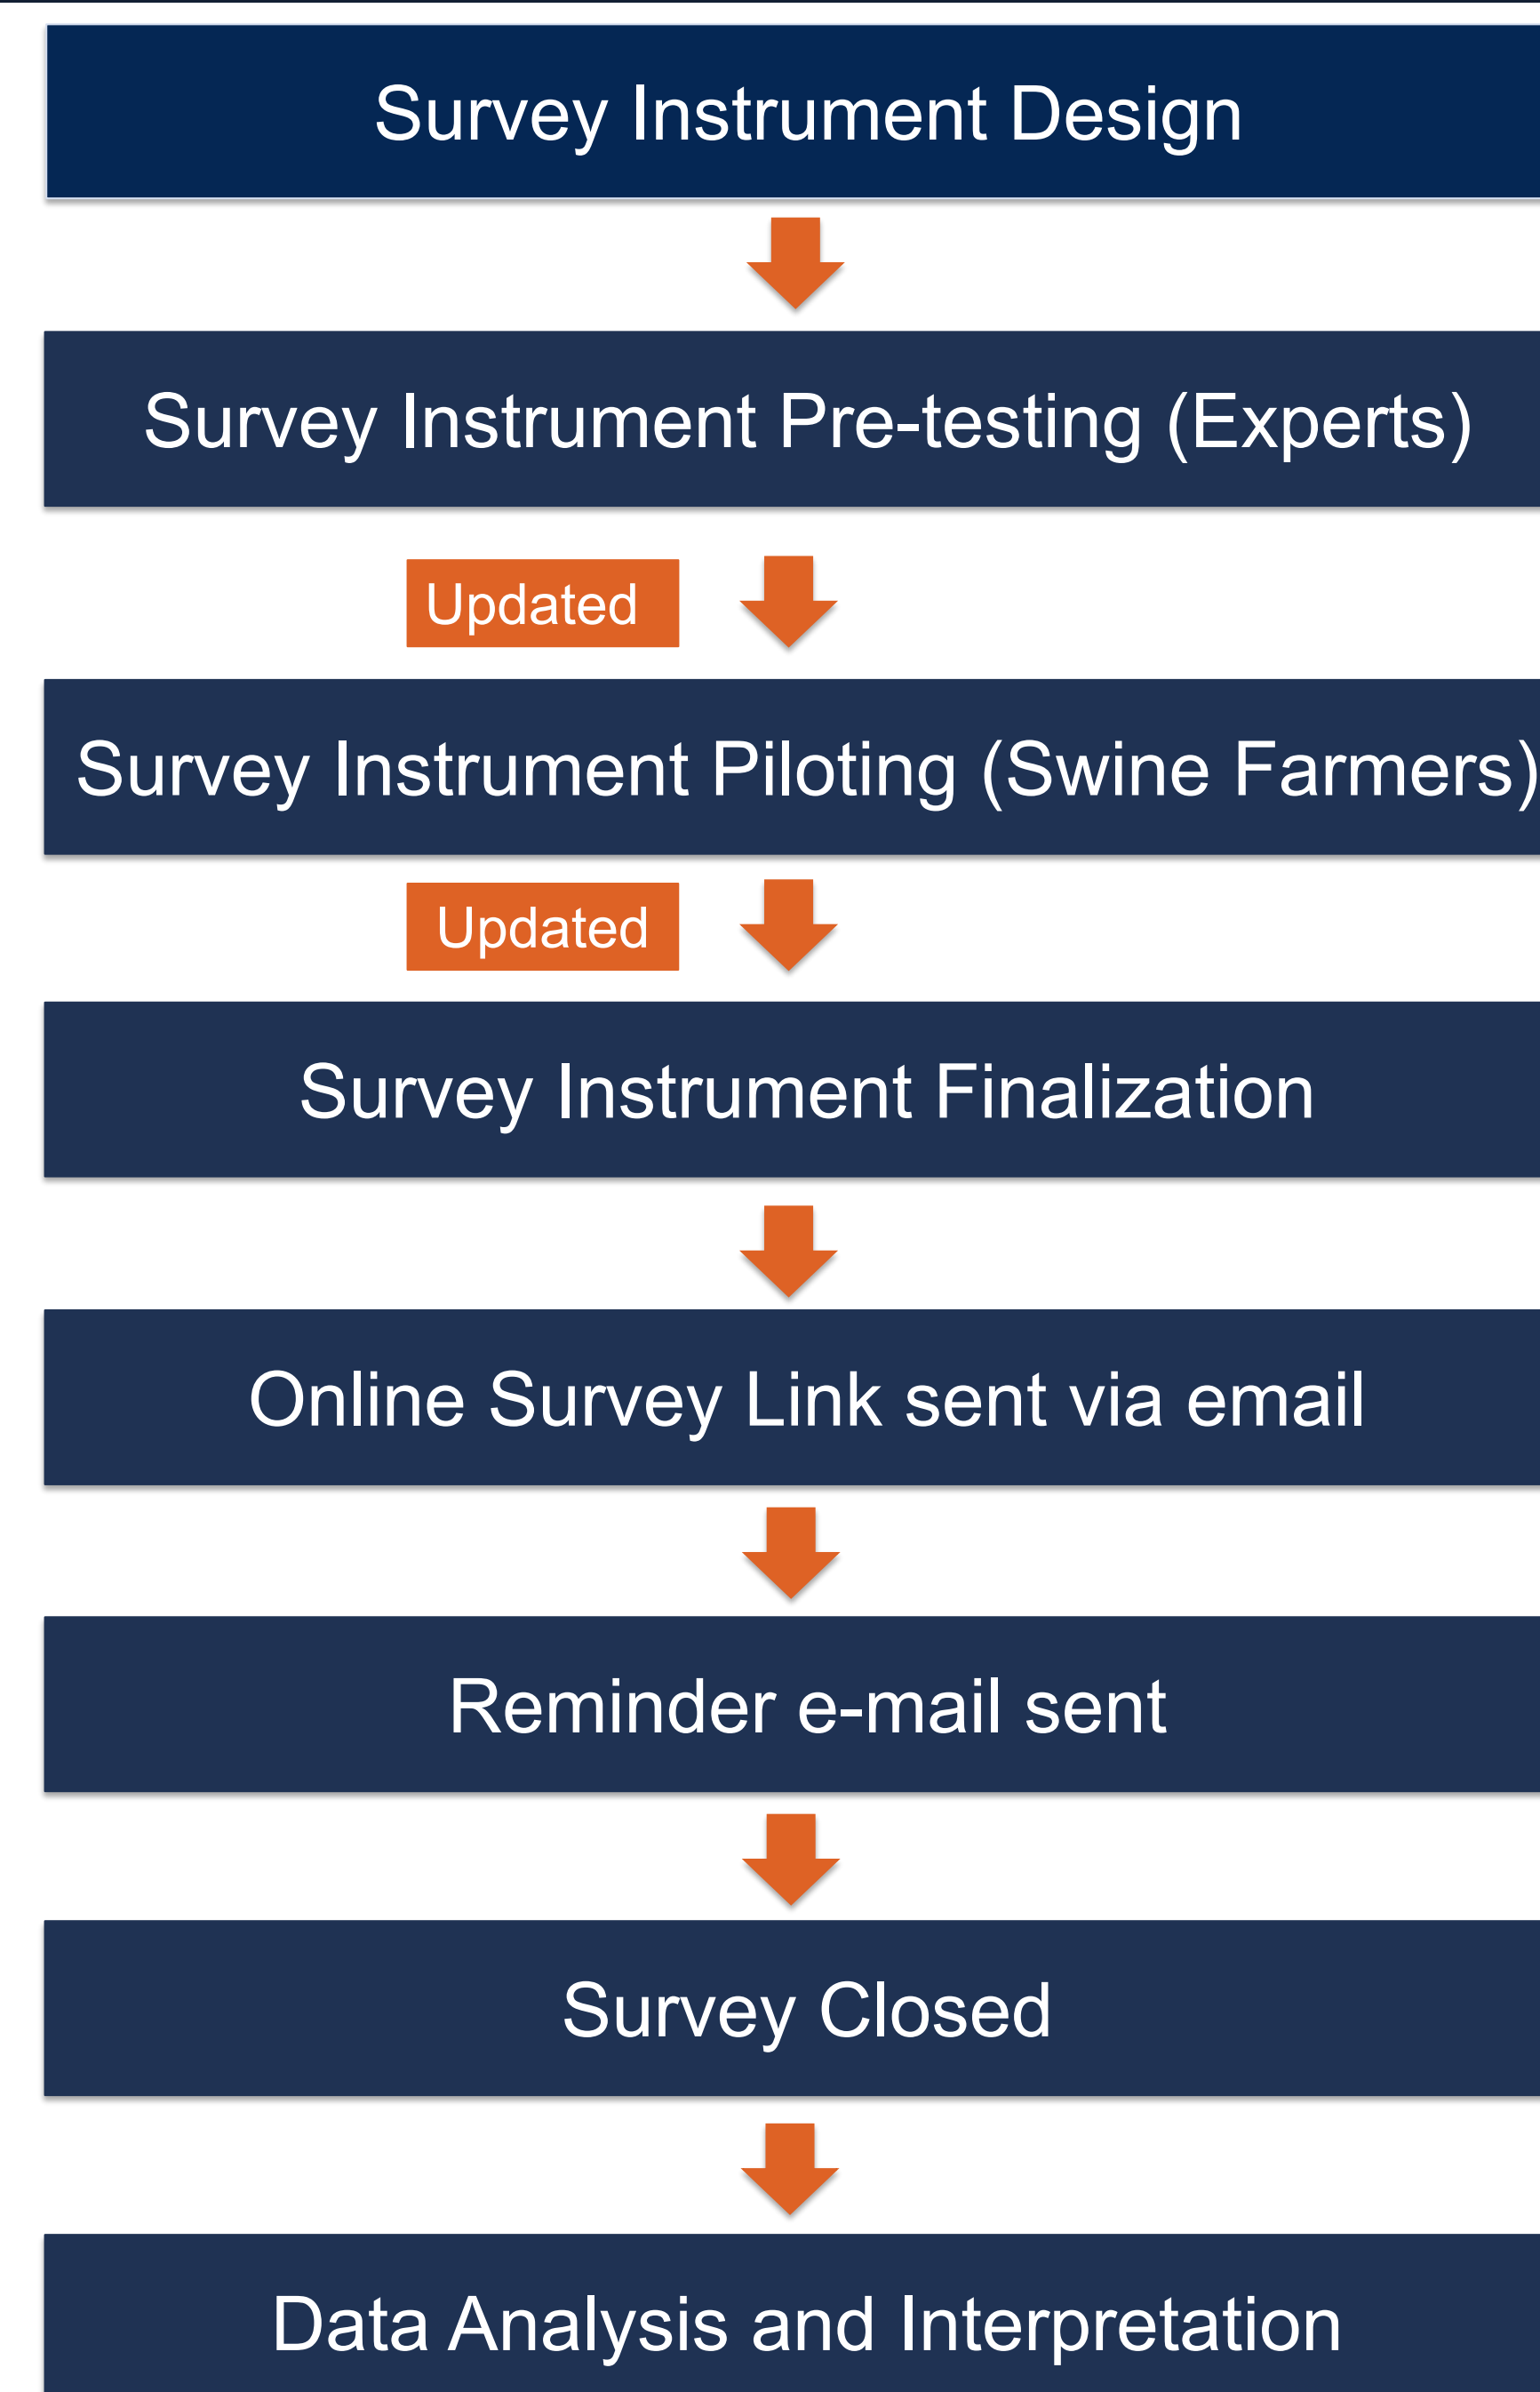 Survey Instrument Design
Survey Instrument Pre-testing (Experts)
Updated
Survey Instrument Piloting (Swine Farmers)
Updated
Survey Instrument Finalization
Online Survey Link sent via email
Reminder e-mail sent
Survey Closed
Data Analysis and Interpretation